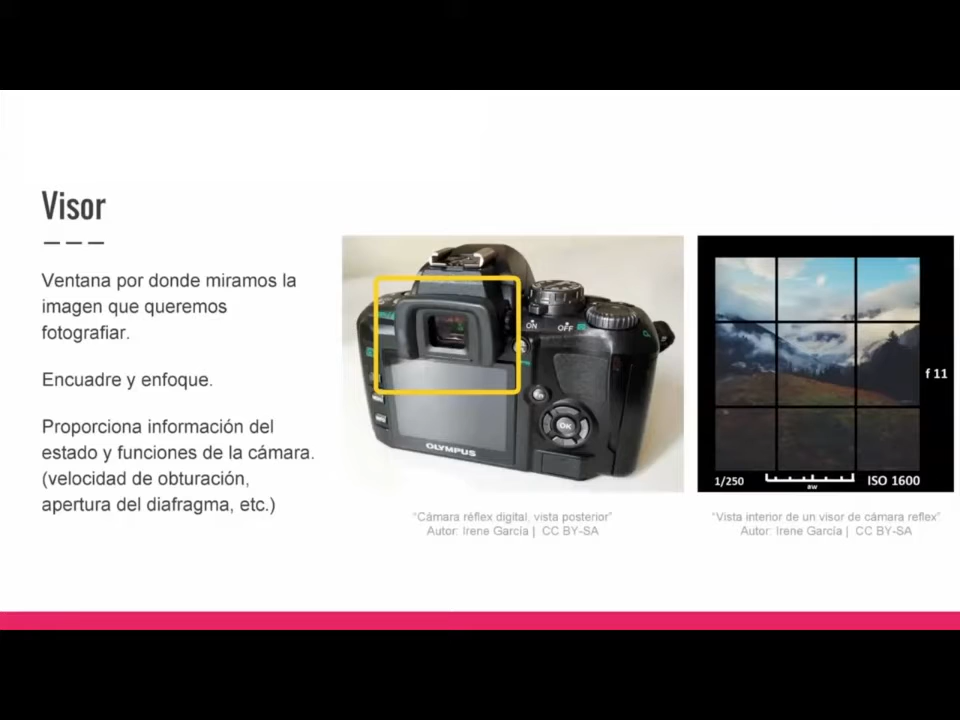 Visor
Ventana por donde miramos la
imagen que queremos
fotografiar.
Encuadre y enfoque.
Proporciona información del
estado y funciones de la cámara.
(velocidad de obturación,
apertura del diafragma, etc.)
ON OFF
OK
OLYMPUS
f 11
1/250
ISO 1600
"Cámara réflex digital, vista posterior"
Autor: Irene García | CC BY-SA
"Vista interior de un visor de cámara reflex"
Autor: Irene García | CC BY-SA